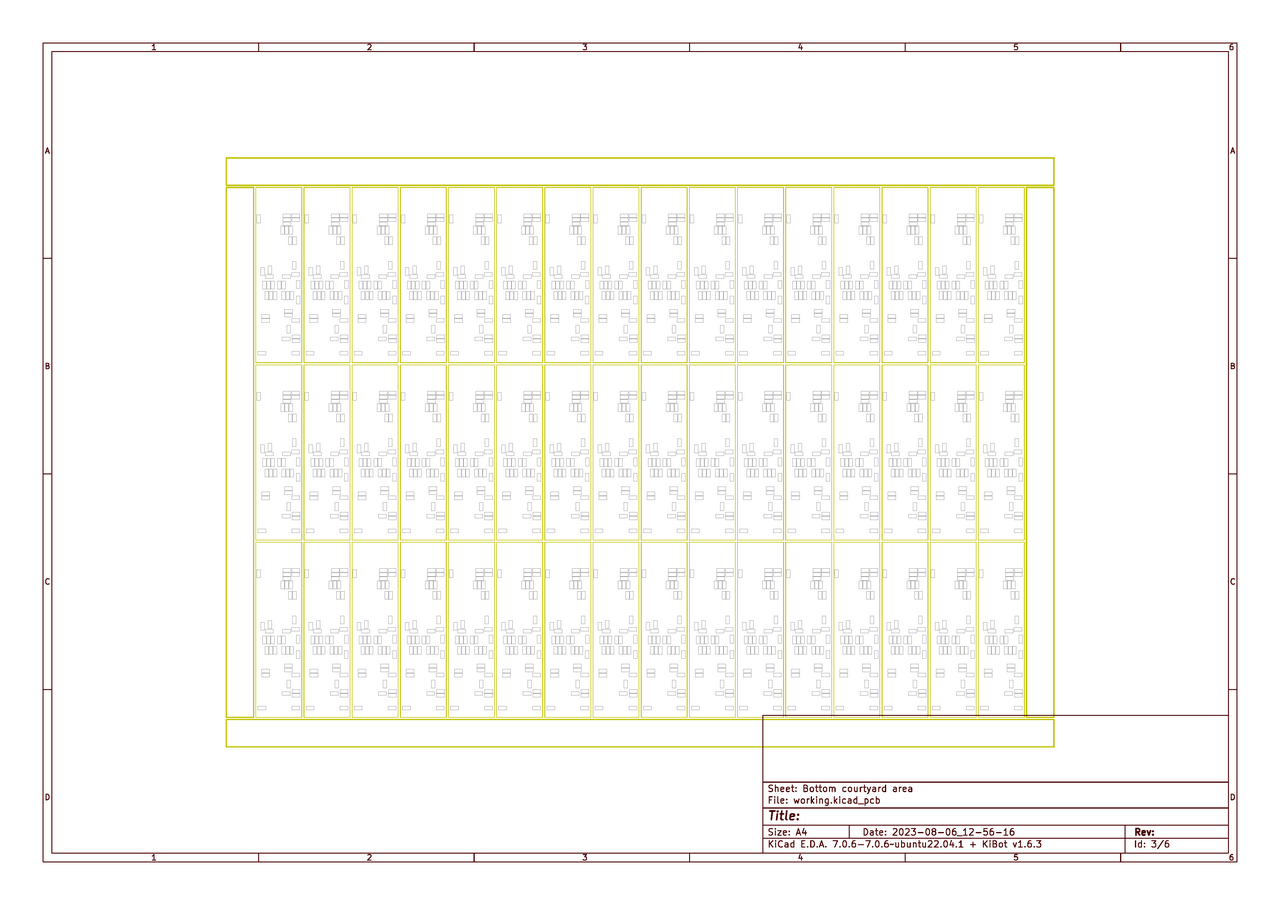 1 2 3 4 5 6
A A
B B
C C
D D
Sheet: Bottom courtyard area
File: working.kicad_pcb
Title:
Size: A4 Date: 2023-08-06_12-56-16 Rev:
KiCad E.D.A. 7.0.6-7.0.6~ubuntu22.04.1 + KiBot v1.6.3 Id: 3/6
1 2 3 4 5 6